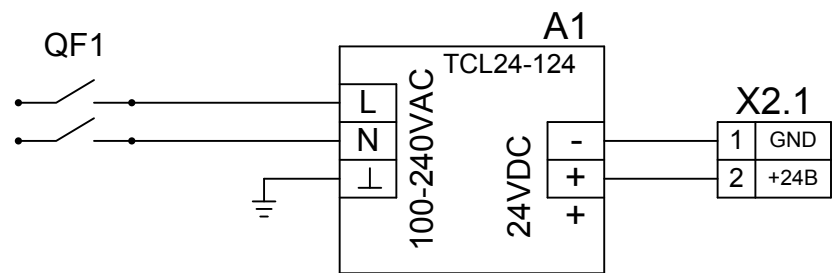 A1
QF1
TCL24-124
L
N
⊥
100-240VAC
24VDC
-
+
+
X2.1
1 GND
2 +24В